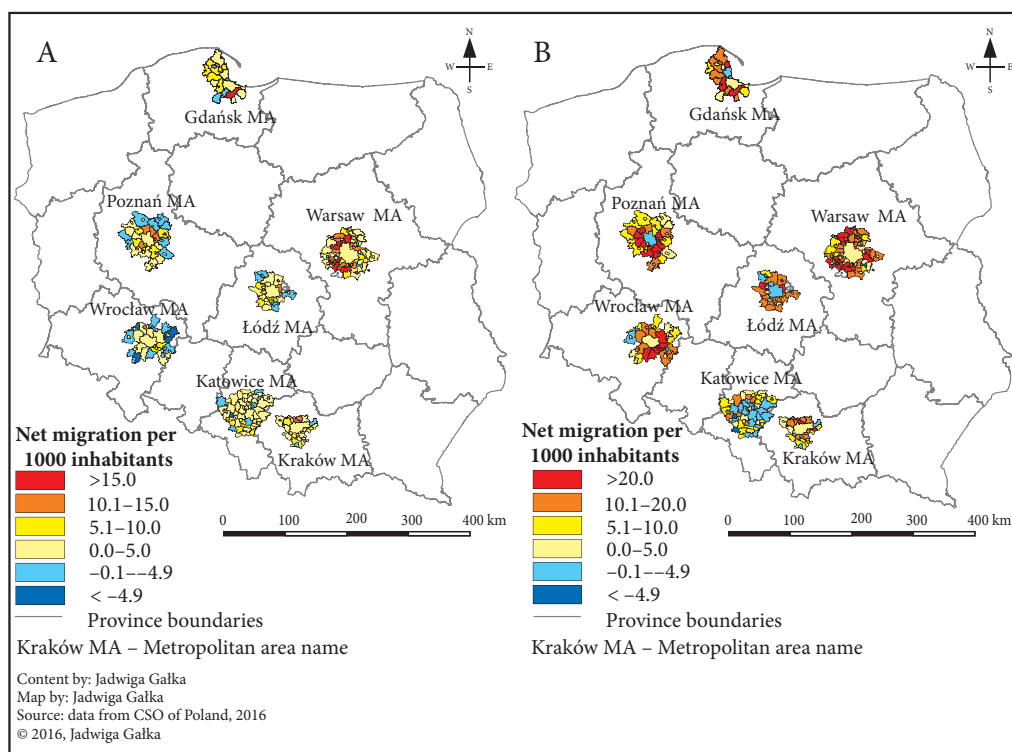 A
N
W E
S
Gdańsk MA
Poznań MA
Warsaw MA
Wrocław MA
Łódź MA
Katowice MA
Kraków MA
Net migration per
1000 inhabitants
>15.0
10.1–15.0
5.1–10.0
0.0–5.0
–0.1––4.9
< –4.9
Province boundaries
Kraków MA – Metropolitan area name
0 100 200 300 400 km
Content by: Jadwiga Gałka
Map by: Jadwiga Gałka
Source: data from CSO of Poland, 2016
© 2016, Jadwiga Gałka
B
N
W E
S
Gdańsk MA
Poznań MA
Warsaw MA
Wrocław MA
Łódź MA
Katowice MA
Kraków MA
Net migration per
1000 inhabitants
>20.0
10.1–20.0
5.1–10.0
0.0–5.0
–0.1––4.9
< –4.9
Province boundaries
Kraków MA – Metropolitan area name
0 100 200 300 400 km